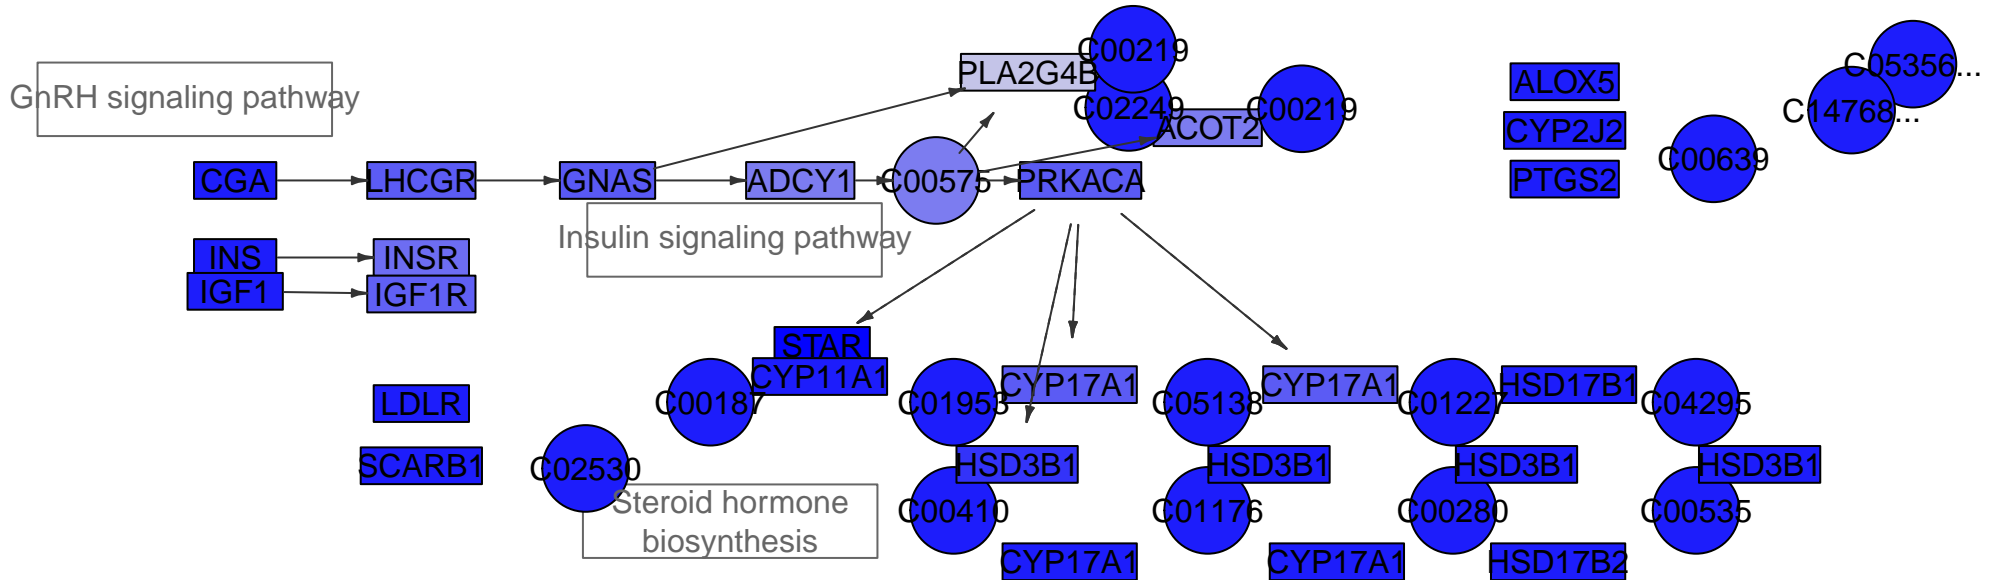 C00219
C05356...
PLA2G4B
ALOX5
GnRH signaling pathway
C02249
C00219
C14768...
ACOT2
CYP2J2
C00639
CGA
LHCGR
GNAS
ADCY1
C00575
PRKACA
PTGS2
Insulin signaling pathway
INS
INSR
IGF1
IGF1R
STAR
CYP11A1
CYP17A1
CYP17A1
HSD17B1
LDLR
C00187
C01953
C05138
C01227
C04295
SCARB1
C02530
HSD3B1
HSD3B1
HSD3B1
HSD3B1
Steroid hormone
biosynthesis
C00410
C01176
C00280
C00535
CYP17A1
CYP17A1
HSD17B2